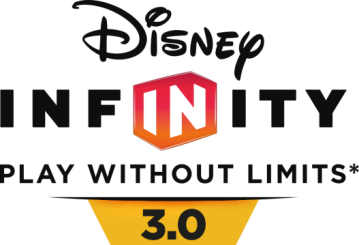 Disney
INFINITY
PLAY WITHOUT LIMITS*
3.0